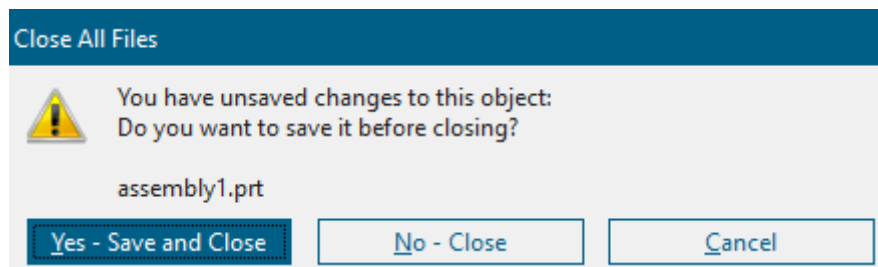 Close All Files
You have unsaved changes to this object:
Do you want to save it before closing?
assembly1.prt
Yes - Save and Close
No - Close
Cancel